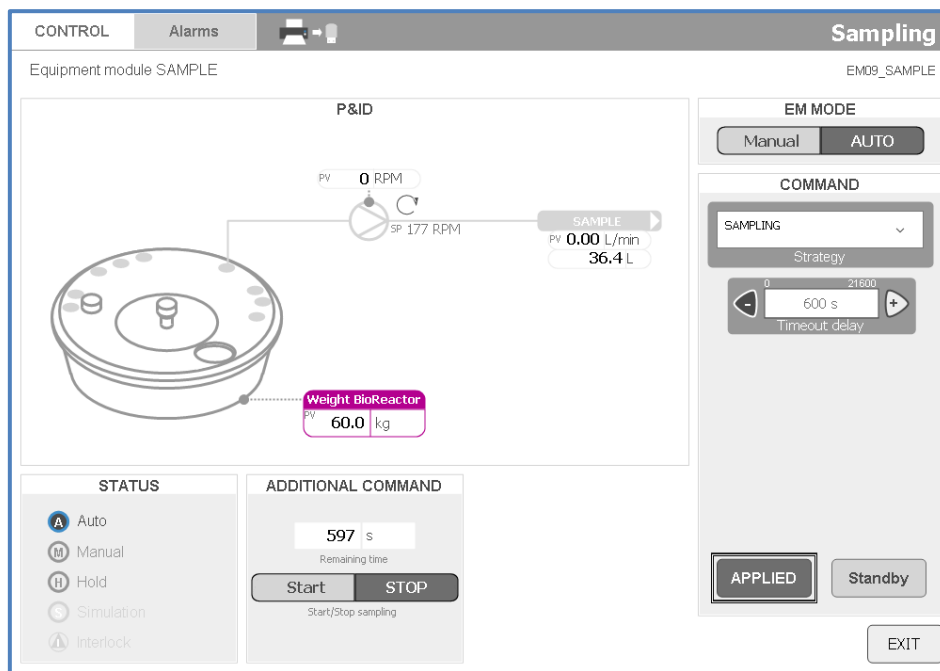 CONTROL
Alarms
Sampling
Equipment module SAMPLE
EM09_SAMPLE
P&ID
PV 0 RPM
SP 177 RPM
SAMPLE
PV 0.00 L/min
36.4 L
Weight BioReactor
PV 60.0 kg
EM MODE
Manual AUTO
COMMAND
SAMPLING
Strategy
0 21600
- 600 s +
Timeout delay
APPLIED Standby
STATUS
A Auto
M Manual
H Hold
S Simulation
Interlock
ADDITIONAL COMMAND
597 s
Remaining time
Start STOP
Start/Stop sampling
EXIT